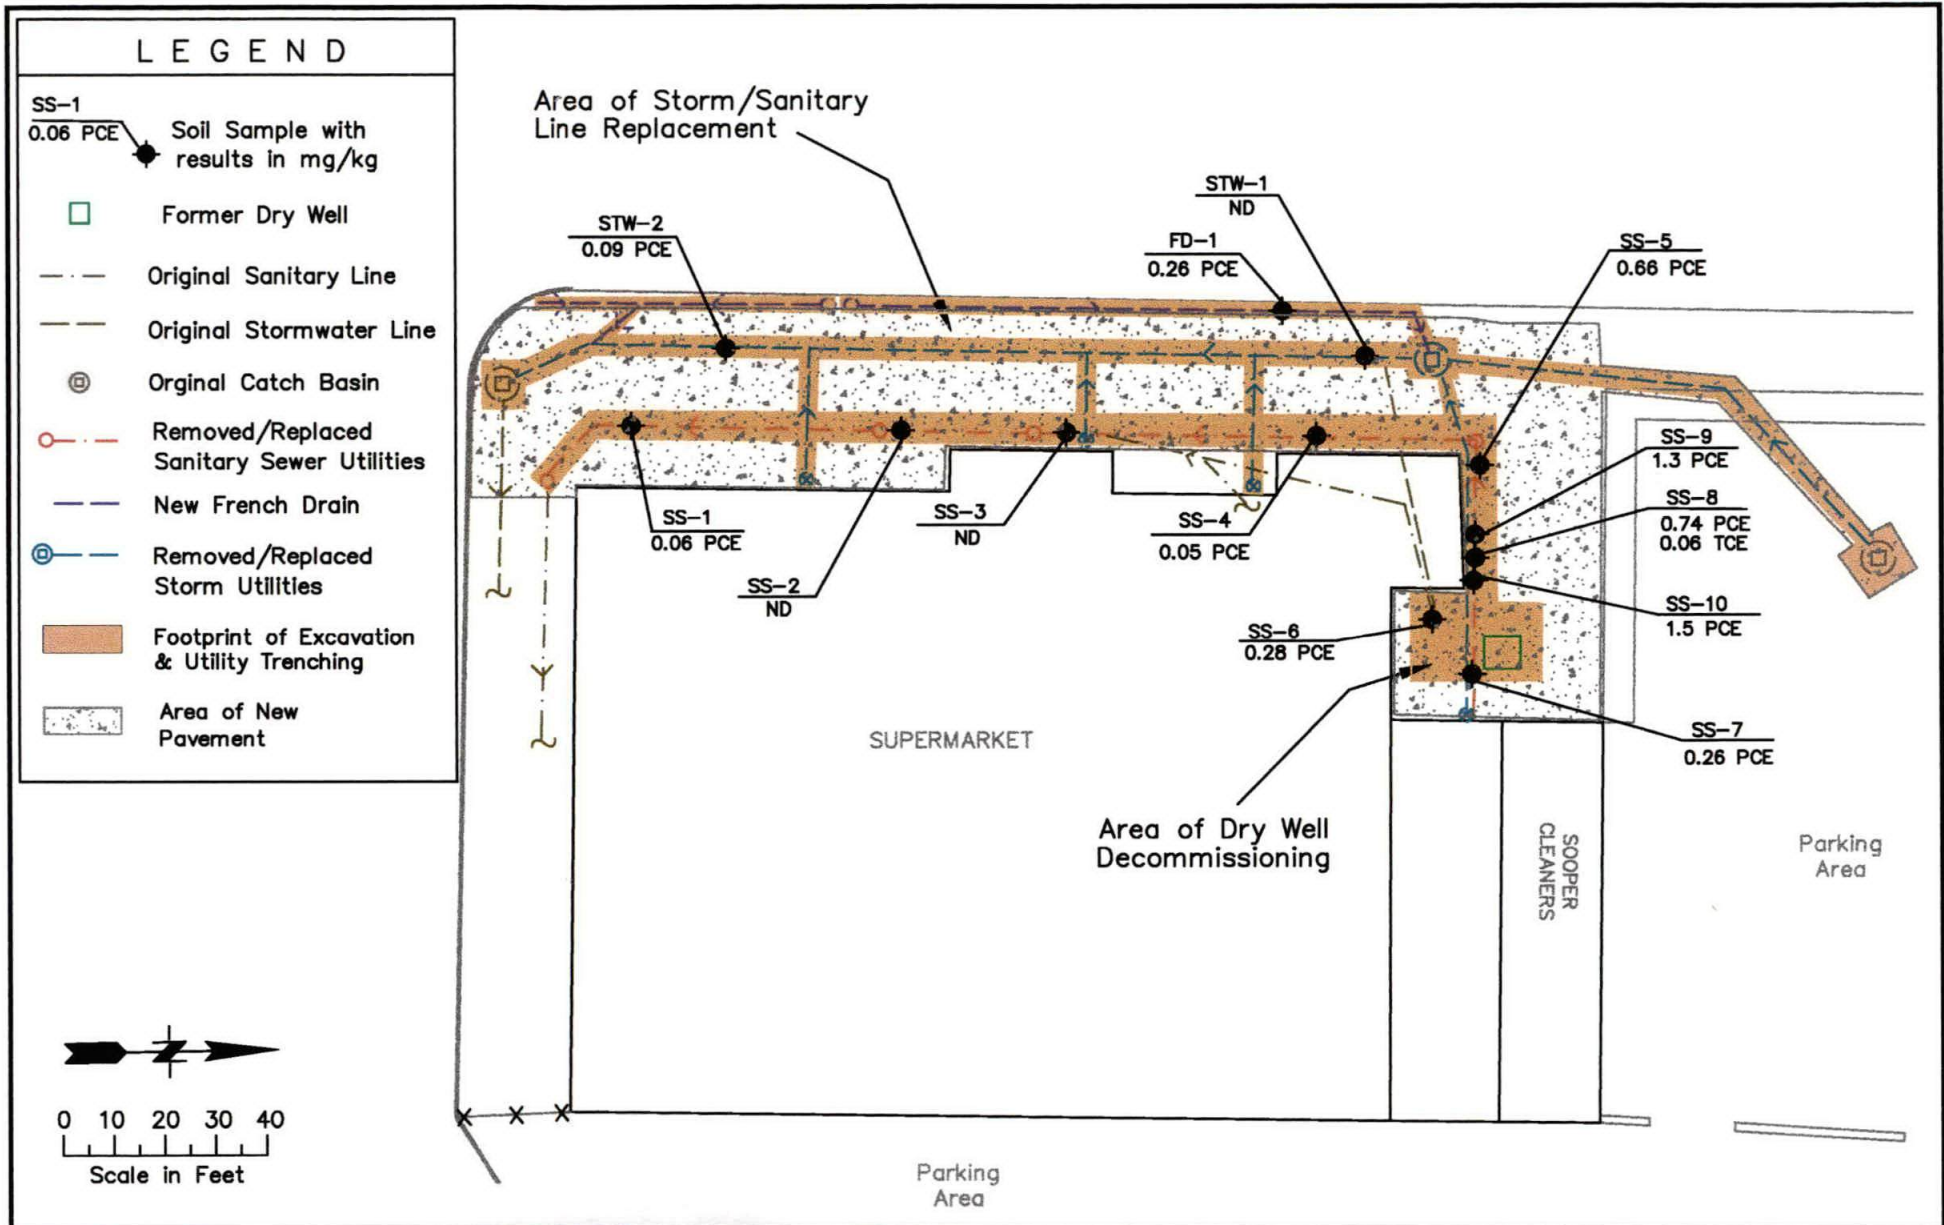 LEGEND
SS-1
0.06 PCE
Soil Sample with
results in mg/kg
Former Dry Well
Original Sanitary Line
Original Stormwater Line
Orginal Catch Basin
Removed/Replaced
Sanitary Sewer Utilities
New French Drain
Removed/Replaced
Storm Utilities
Footprint of Excavation
& Utility Trenching
Area of New
Pavement
Area of Storm/Sanitary
Line Replacement
STW-2
0.09 PCE
STW-1
ND
FD-1
0.26 PCE
SS-5
0.66 PCE
SS-9
1.3 PCE
SS-8
0.74 PCE
0.06 TCE
SS-10
1.5 PCE
SS-1
0.06 PCE
SS-2
ND
SS-3
ND
SS-4
0.05 PCE
SS-6
0.28 PCE
SS-7
0.26 PCE
SUPERMARKET
Area of Dry Well
Decommissioning
SOOPER
CLEANERS
Parking
Area
Z
0 10 20 30 40
Scale in Feet
Parking
Area